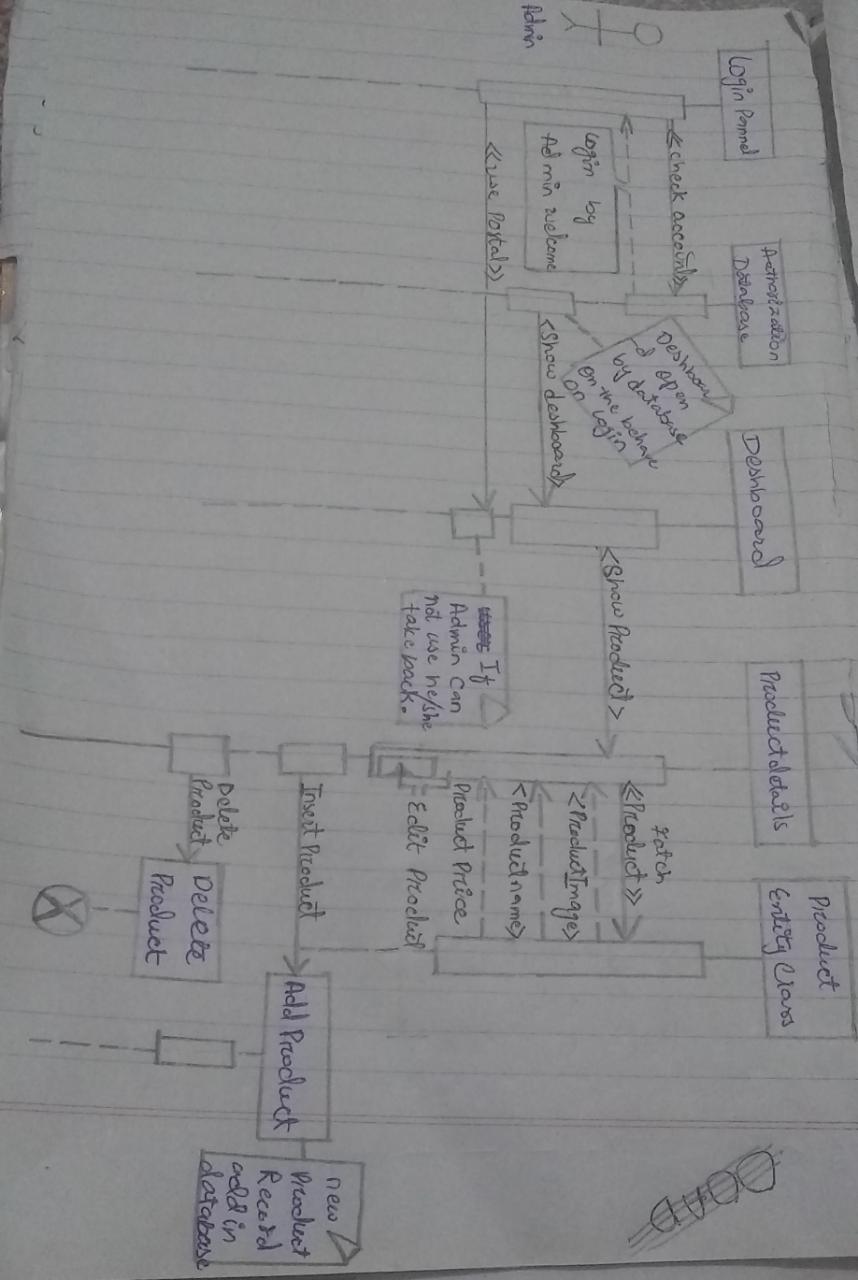 Admin
Login Pannel
Authorization
Database
Deshboard
Product details
Product
Entity Class
<<check account>>
Login by
Admin welcome
<<use Portal>>
Deshboar
d open
by database
on the behave
on login
<Show deshboard>
<Show Product>
If
Admin Can
not use he/she
take back.
Fatch
<<Product>>
<ProductImage>
<Productname>
Product Price
Edit Product
Insert Product
Delete
Product
Delete
Product
Add Product
new
Product
Record
add in
database